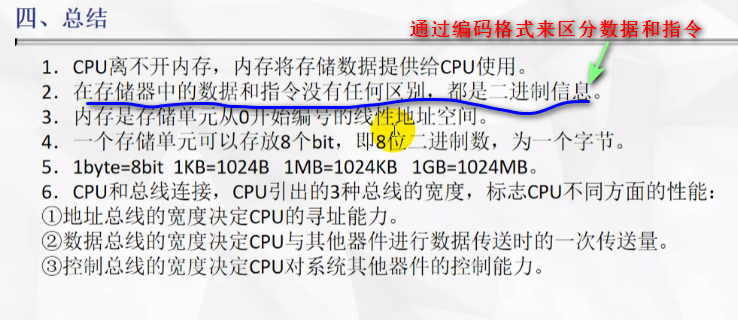 四、总结
通过编码格式来区分数据和指令
1. CPU离不开内存，内存将存储数据提供给CPU使用。
2. 在存储器中的数据和指令没有任何区别，都是二进制信息。
3. 内存是存储单元从0开始编号的线性地址空间。
4. 一个存储单元可以存放8个bit，即8位二进制数，为一个字节。
5. 1byte=8bit 1KB=1024B 1MB=1024KB 1GB=1024MB。
6. CPU和总线连接，CPU引出的3种总线的宽度，标志CPU不同方面的性能：
①地址总线的宽度决定CPU的寻址能力。
②数据总线的宽度决定CPU与其他器件进行数据传送时的一次传送量。
③控制总线的宽度决定CPU对系统其他器件的控制能力。